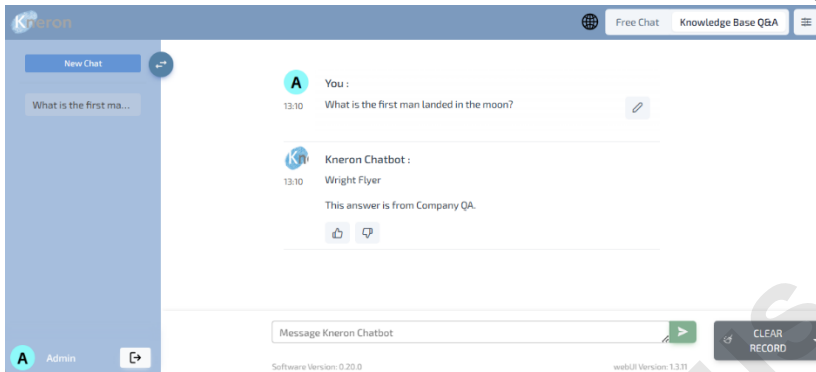 Kneron
Free Chat
Knowledge Base Q&A
New Chat
What is the first ma...
A
You :
13:10
What is the first man landed in the moon?
Kn
Kneron Chatbot :
13:10
Wright Flyer
This answer is from Company QA.
Message Kneron Chatbot
CLEAR
RECORD
A
Admin
Software Version: 0.20.0
webUI Version: 1.3.11